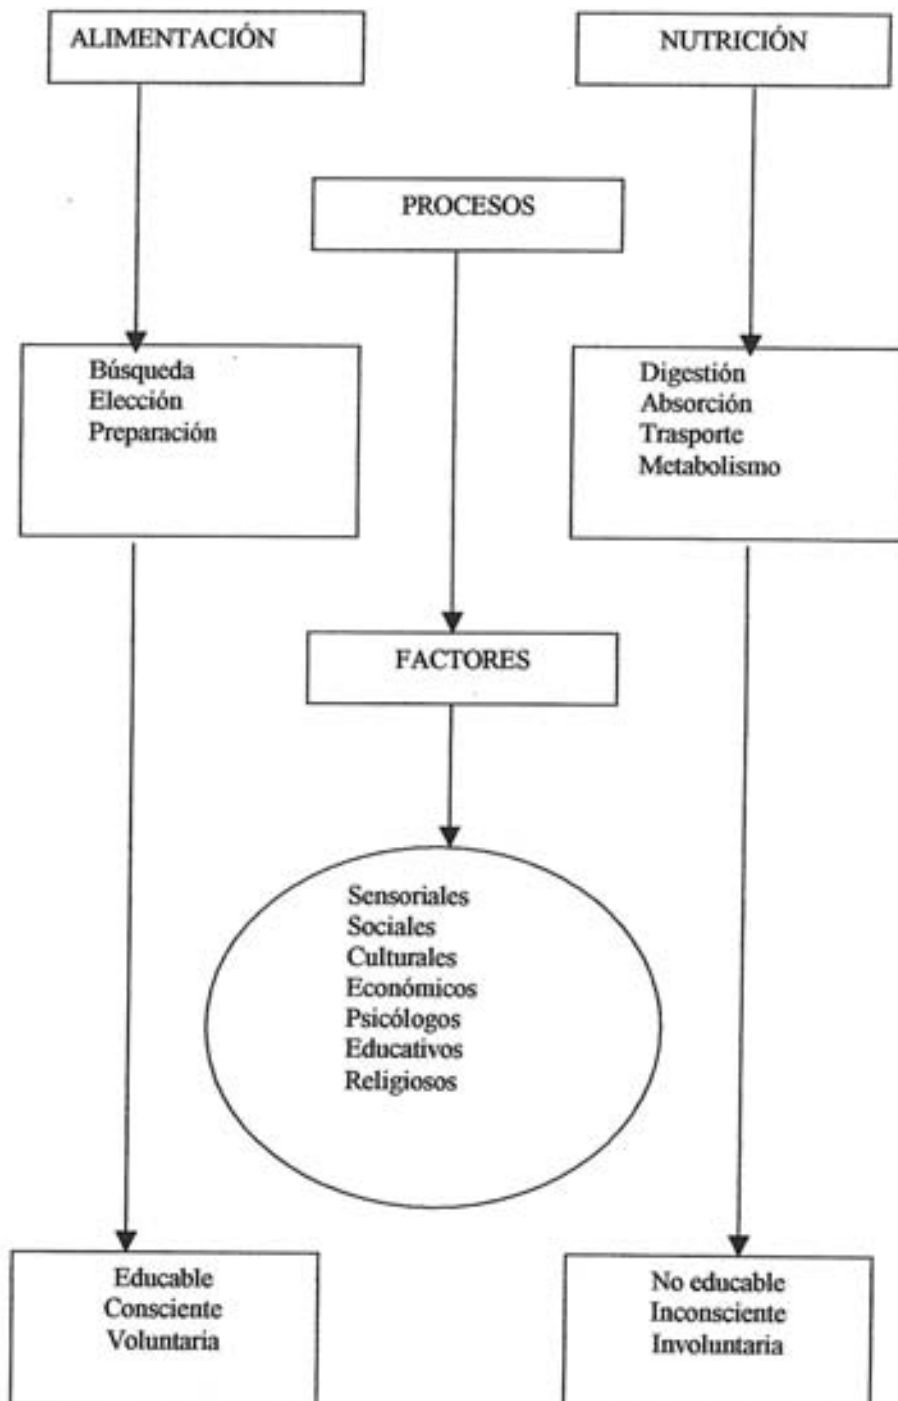 ALIMENTACIÓN
NUTRICIÓN
PROCESOS
Búsqueda
Elección
Preparación
Digestión
Absorción
Trasporte
Metabolismo
FACTORES
Sensoriales
Sociales
Culturales
Económicos
Psicólogos
Educativos
Religiosos
Educable
Consciente
Voluntaria
No educable
Inconsciente
Involuntaria